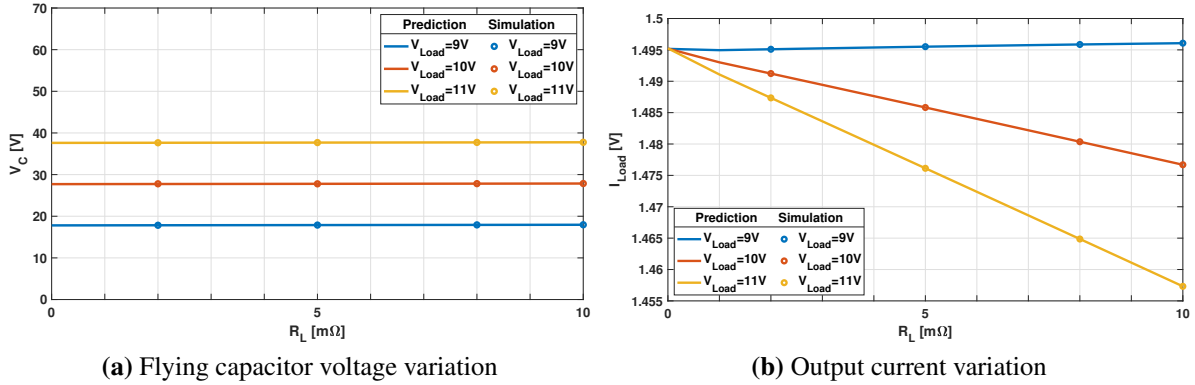 70
60
50
40
30
20
10
0
V_C [V]
0
5
10
R_L [mΩ]
Prediction Simulation
V_Load=9V V_Load=9V
V_Load=10V V_Load=10V
V_Load=11V V_Load=11V
(a) Flying capacitor voltage variation
1.5
1.495
1.49
1.485
1.48
1.475
1.47
1.465
1.46
1.455
I_Load [V]
0
5
10
R_L [mΩ]
Prediction Simulation
V_Load=9V V_Load=9V
V_Load=10V V_Load=10V
V_Load=11V V_Load=11V
(b) Output current variation